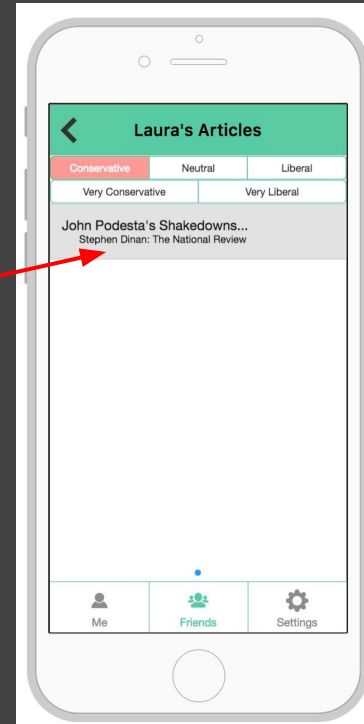 Laura's Articles
Conservative Neutral Liberal
Very Conservative Very Liberal
John Podesta's Shakedowns...
Stephen Dinan: The National Review
Me Friends Settings